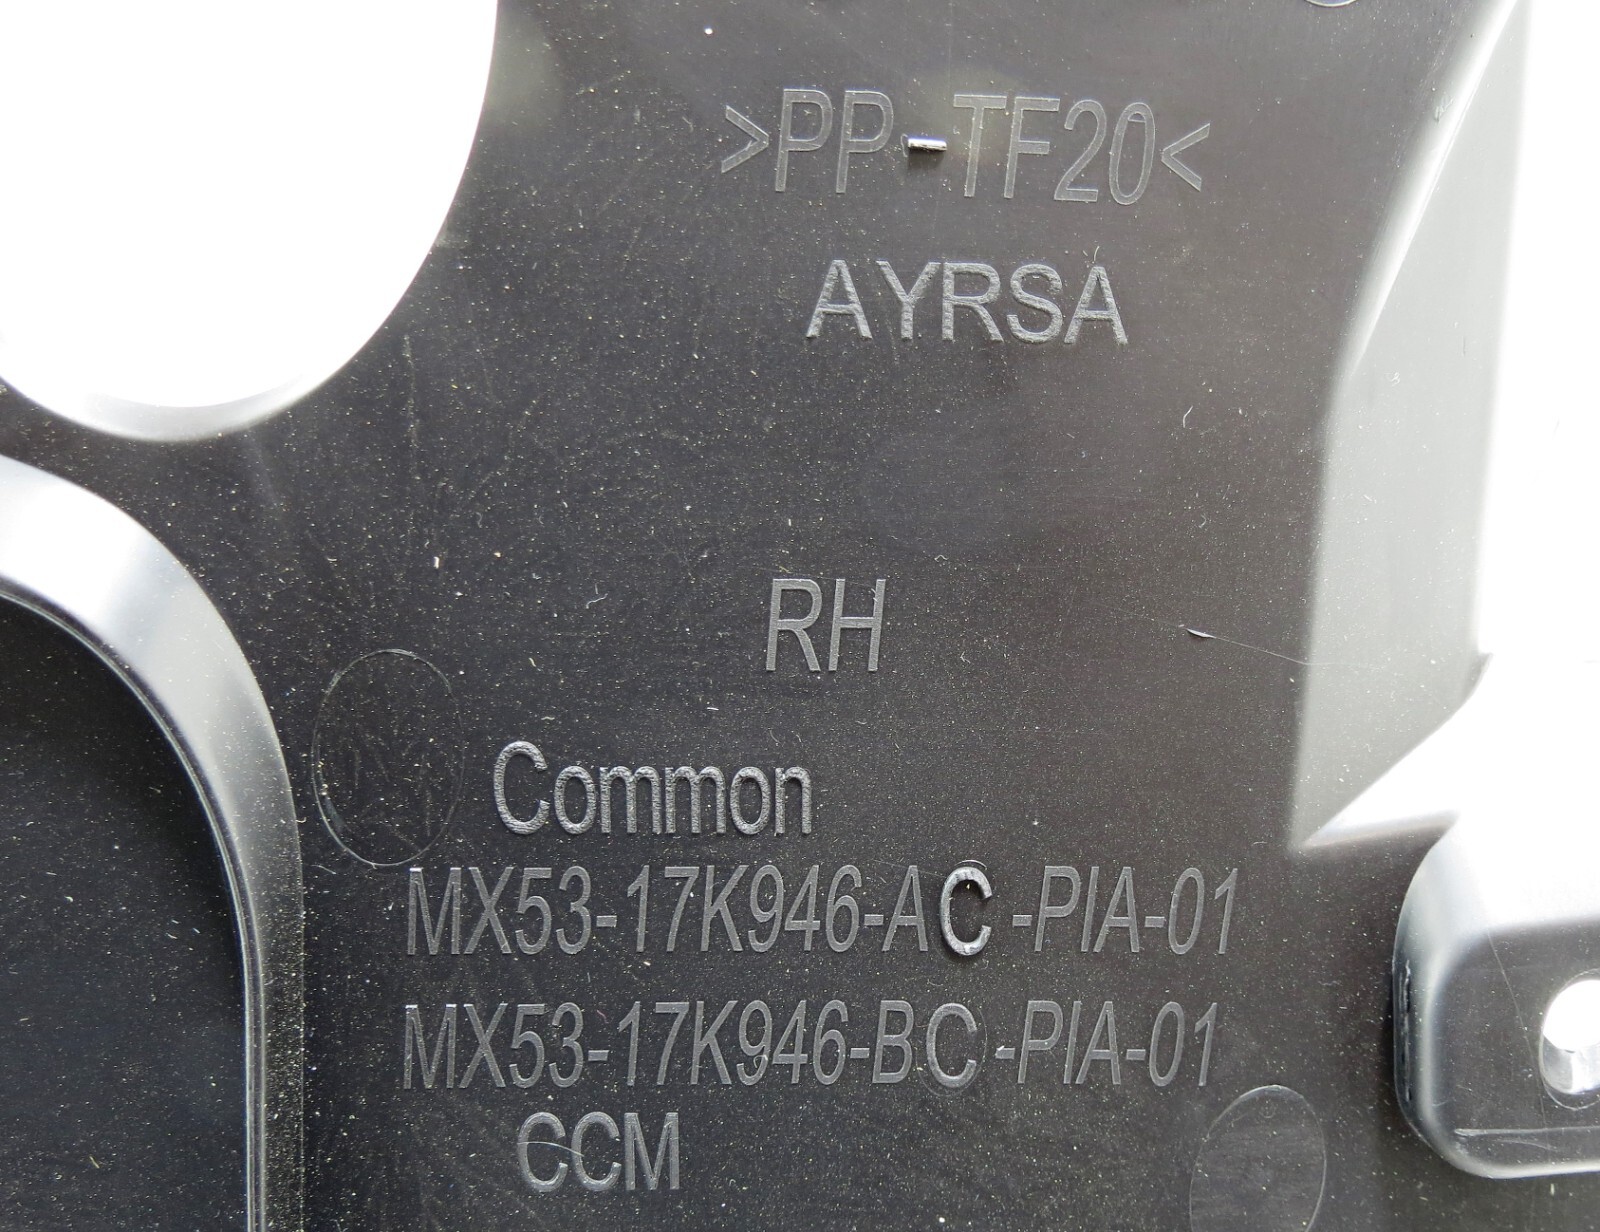 >PP-TF20<
AYRSA
RH
Common
MX53-17K946-AC-PIA-01
MX53-17K946-BC-PIA-01
CCM